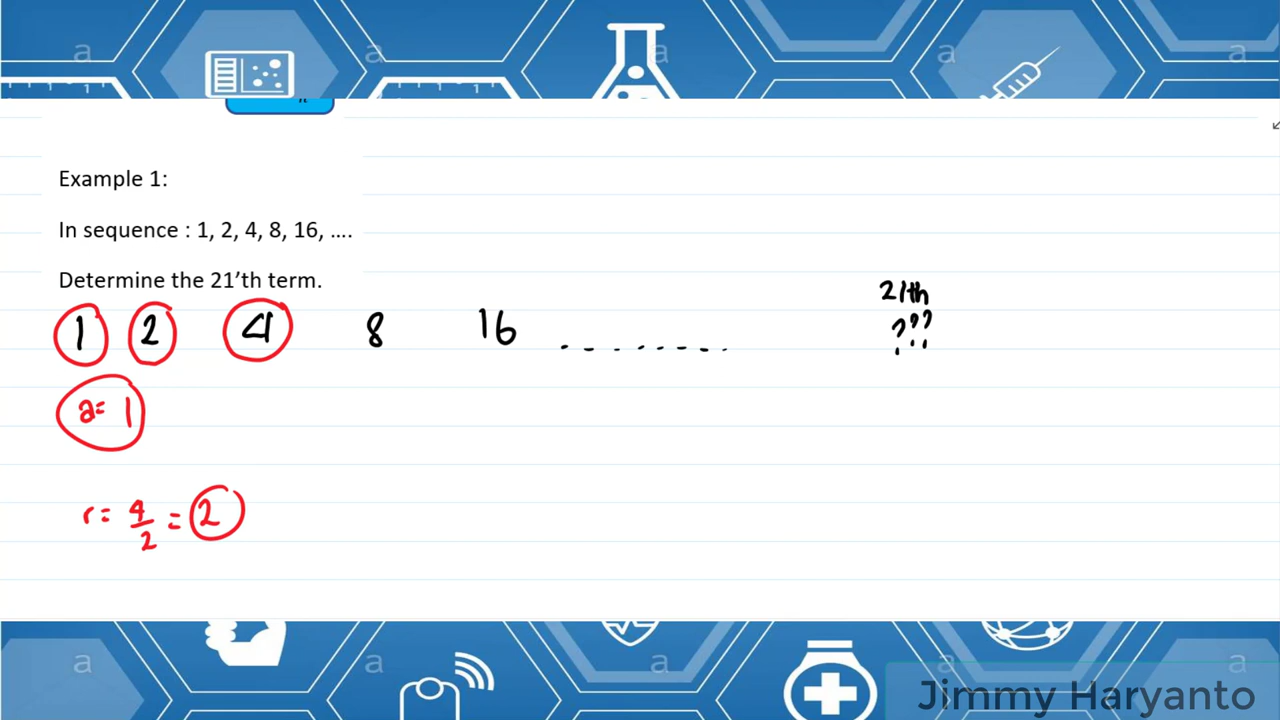 Example 1:
In sequence : 1, 2, 4, 8, 16, ....
Determine the 21'th term.
21th
1 2 4 8 16 ......... ???
a= 1
r= 4/2 = 2
Jimmy Haryanto
a a a a a
a a a a a